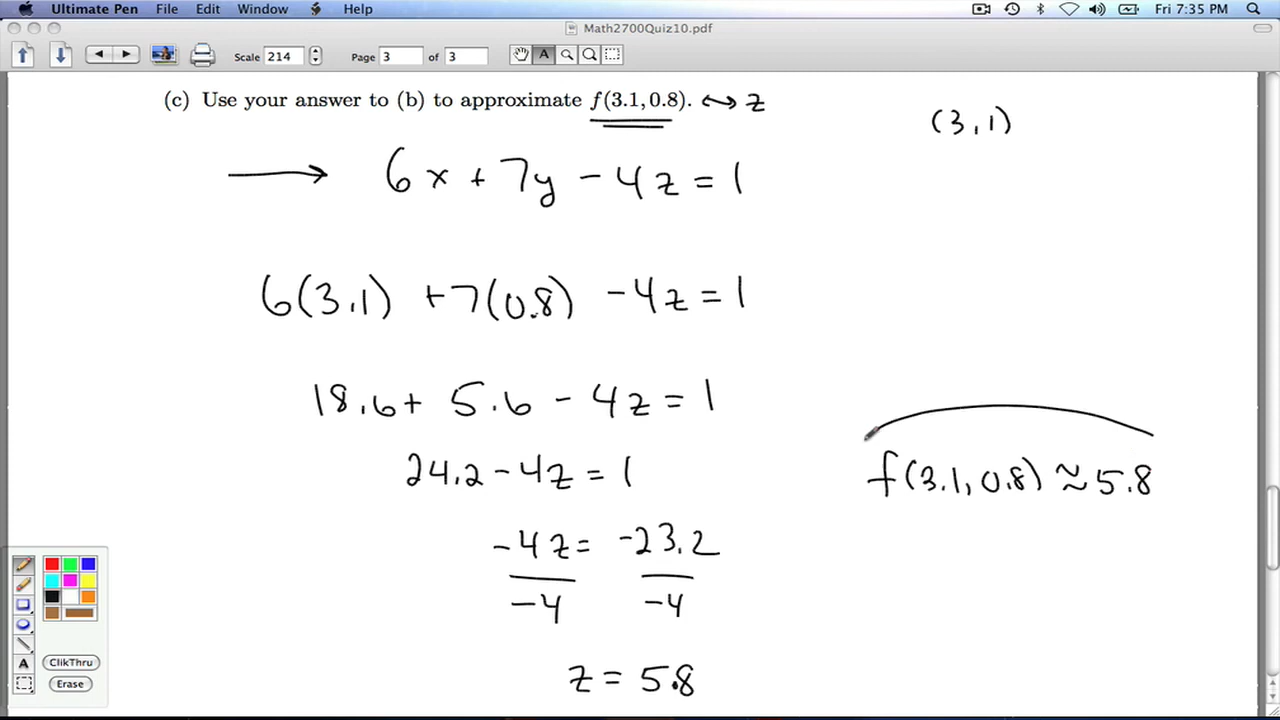 Ultimate Pen File Edit Window Help Fri 7:35 PM
Math2700Quiz10.pdf
Scale 214 Page 3 of 3 A
(c) Use your answer to (b) to approximate f(3.1, 0.8). ↔ z
(3,1)
→ 6x + 7y - 4z = 1
6(3.1) + 7(0.8) - 4z = 1
18.6 + 5.6 - 4z = 1
24.2 - 4z = 1
f(3.1, 0.8) ≈ 5.8
-4z = -23.2
-4 -4
z = 5.8
A
ClikThru
Erase